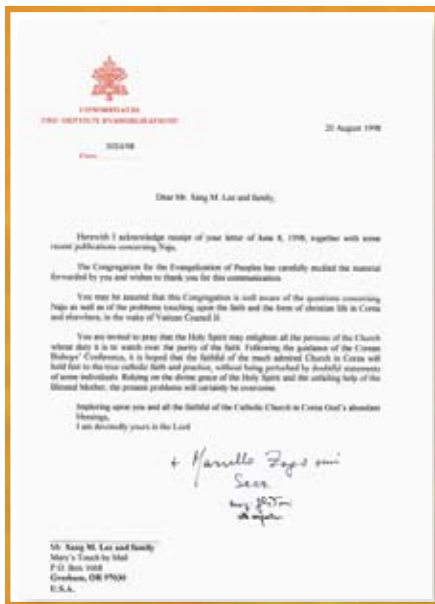 CONGREGATIO
PRO GENTIUM EVANGELISATIONE
20 August 1998
Dear Mr. Sang M. Lee and family,
Herewith I acknowledge receipt of your letter of June 8, 1998, together with some
recent publications concerning Naju.
The Congregation for the Evangelization of Peoples has carefully studied the material
forwarded by you and wishes to thank you for this communication.
You may be assured that this Congregation is well aware of the questions concerning
Naju as well as of the problems touching upon the faith and the form of christian life in Corea
and elsewhere, in the wake of Vatican Council II.
You are invited to pray that the Holy Spirit may enlighten all the persons of the Church
whose duty it is to watch over the purity of the faith. Following the guidance of the Corean
Bishops' Conference, it is hoped that the faithful of the much admired Church in Corea will
hold fast to the true catholic faith and practice, without being perturbed by doubtful statements
of some individuals. Relying on the divine grace of the Holy Spirit and the unfailing help of the
Blessed Mother, the present problems will certainly be overcome.
Imploring upon you and all the faithful of the Catholic Church in Corea God's abundant
blessings,
I am devotedly yours in the Lord
+ Marcello Zago omi
Secr.
Mr. Sang M. Lee and family
Mary's Touch by Mail
P.O. Box 1668
Gresham, OR 97030
U.S.A.